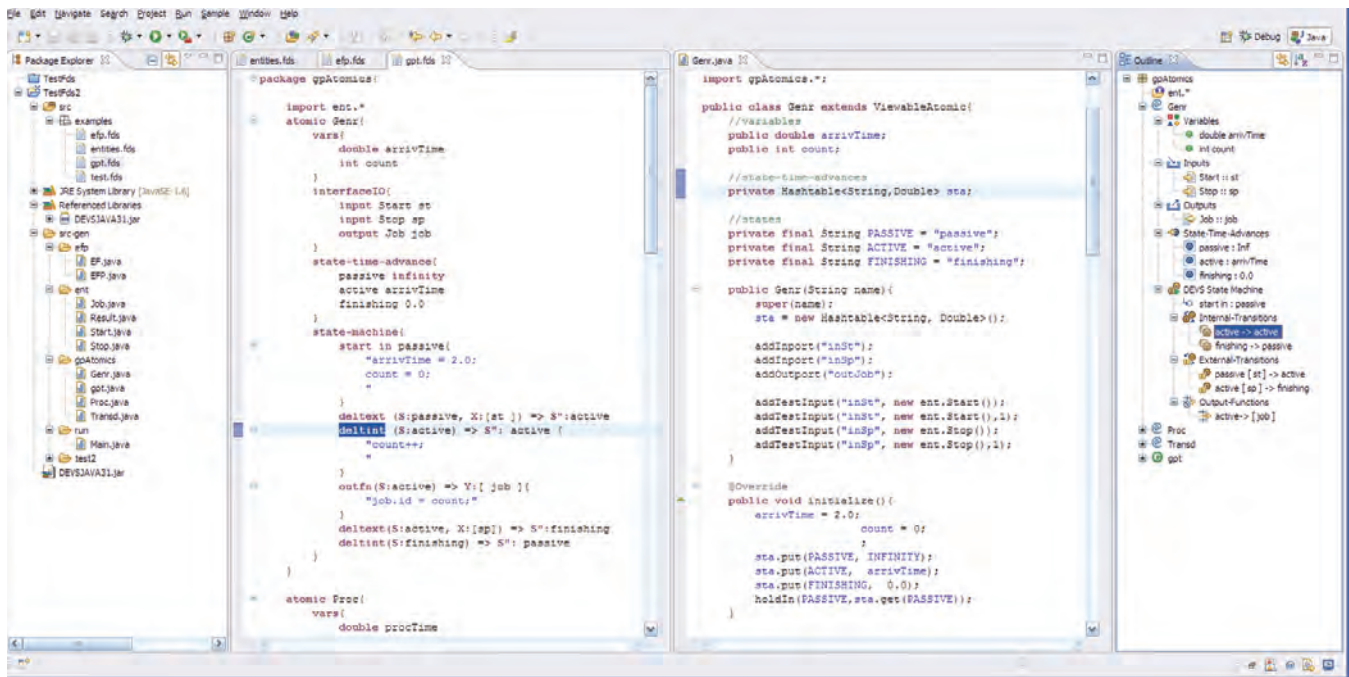 File Edit Navigate Search Project Run Sample Window Help
Debug Java
Package Explorer
TestFds
TestFds2
src
examples
efp.fds
entities.fds
gpt.fds
test.fds
JRE System Library [JavaSE-1.6]
Referenced Libraries
DEVSJAVA31.jar
src-gen
efp
EF.java
EFP.java
ent
Job.java
Result.java
Start.java
Stop.java
gpAtomics
Genr.java
gpt.java
Proc.java
Transd.java
run
Main.java
test2
DEVSJAVA31.jar
entities.fds efp.fds gpt.fds
package gpAtomics{
import ent.*
atomic Genr{
vars{
double arrivTime
int count
}
interfaceIO{
input Start st
input Stop sp
output Job job
}
state-time-advance{
passive infinity
active arrivTime
finishing 0.0
}
state-machine{
start in passive{
"arrivTime = 2.0;
count = 0;
"
}
deltext (S:passive, X:[st ]) => S":active
deltint (S:active) => S": active {
"count++;
"
}
outfn(S:active) => Y:[ job ]{
"job.id = count;"
}
deltext(S:active, X:[sp]) => S":finishing
deltint(S:finishing) => S": passive
}
}
atomic Proc{
vars{
double procTime
Genr.java
import gpAtomics.*;
public class Genr extends ViewableAtomic{
//variables
public double arrivTime;
public int count;
//state-time-advances
private Hashtable<String,Double> sta;
//states
private final String PASSIVE = "passive";
private final String ACTIVE = "active";
private final String FINISHING = "finishing";
public Genr(String name){
super(name);
sta = new Hashtable<String, Double>();
addInport("inSt");
addInport("inSp");
addOutport("outJob");
addTestInput("inSt", new ent.Start());
addTestInput("inSt", new ent.Start(),1);
addTestInput("inSp", new ent.Stop());
addTestInput("inSp", new ent.Stop(),1);
}
@Override
public void initialize(){
arrivTime = 2.0;
count = 0;
;
sta.put(PASSIVE, INFINITY);
sta.put(ACTIVE, arrivTime);
sta.put(FINISHING, 0.0);
holdIn(PASSIVE,sta.get(PASSIVE));
}
Outline
gpAtomics
ent.*
Genr
Variables
double arrivTime
int count
Inputs
Start :: st
Stop :: sp
Outputs
Job :: job
State-Time-Advances
passive : Inf
active : arrivTime
finishing : 0.0
DEVS State Machine
start in : passive
Internal-Transitions
active -> active
finishing -> passive
External-Transitions
passive [ st ] -> active
active [ sp ] -> finishing
Output-Functions
active-> [ job ]
Proc
Transd
gpt